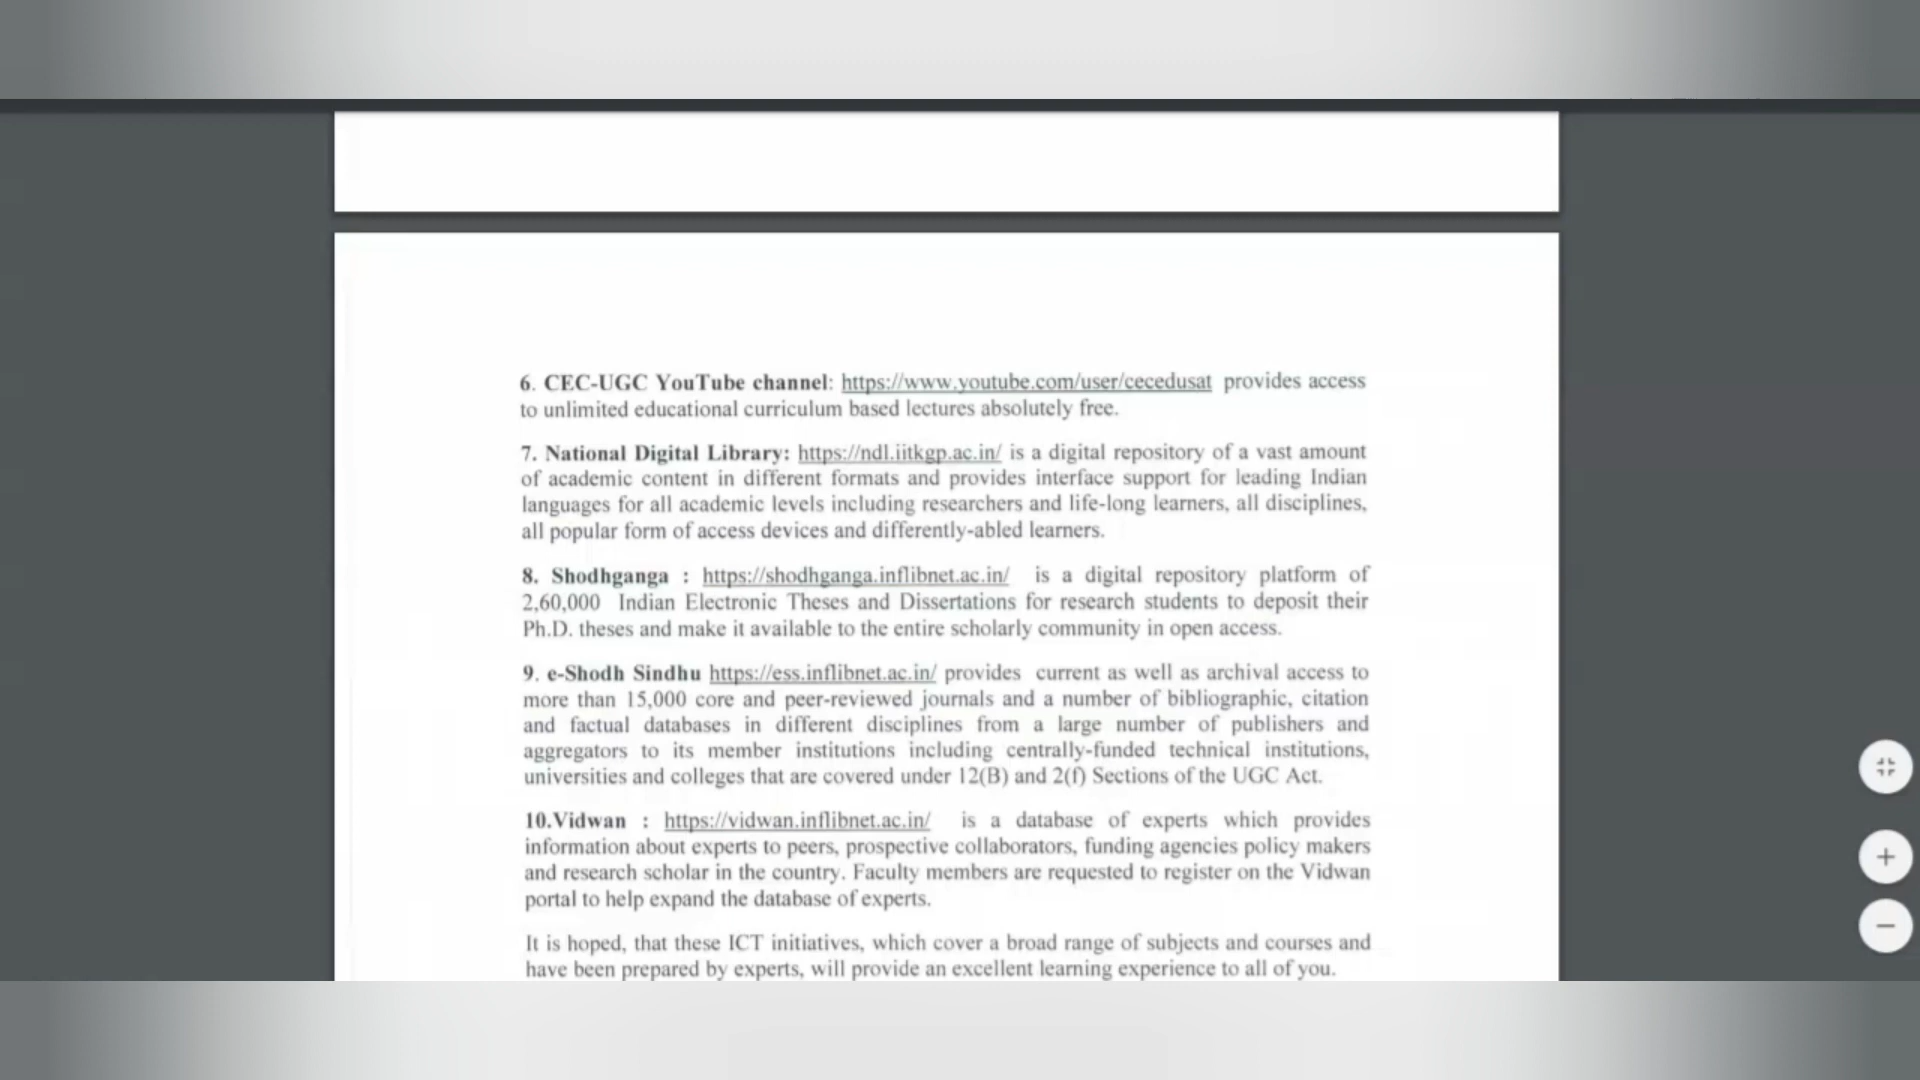 6. CEC-UGC YouTube channel: https://www.youtube.com/user/cecedusat provides access
to unlimited educational curriculum based lectures absolutely free.
7. National Digital Library: https://ndl.iitkgp.ac.in/ is a digital repository of a vast amount
of academic content in different formats and provides interface support for leading Indian
languages for all academic levels including researchers and life-long learners, all disciplines,
all popular form of access devices and differently-abled learners.
8. Shodhganga : https://shodhganga.inflibnet.ac.in/ is a digital repository platform of
2,60,000 Indian Electronic Theses and Dissertations for research students to deposit their
Ph.D. theses and make it available to the entire scholarly community in open access.
9. e-Shodh Sindhu https://ess.inflibnet.ac.in/ provides current as well as archival access to
more than 15,000 core and peer-reviewed journals and a number of bibliographic, citation
and factual databases in different disciplines from a large number of publishers and
aggregators to its member institutions including centrally-funded technical institutions,
universities and colleges that are covered under 12(B) and 2(f) Sections of the UGC Act.
10.Vidwan : https://vidwan.inflibnet.ac.in/ is a database of experts which provides
information about experts to peers, prospective collaborators, funding agencies policy makers
and research scholar in the country. Faculty members are requested to register on the Vidwan
portal to help expand the database of experts.
It is hoped, that these ICT initiatives, which cover a broad range of subjects and courses and
have been prepared by experts, will provide an excellent learning experience to all of you.